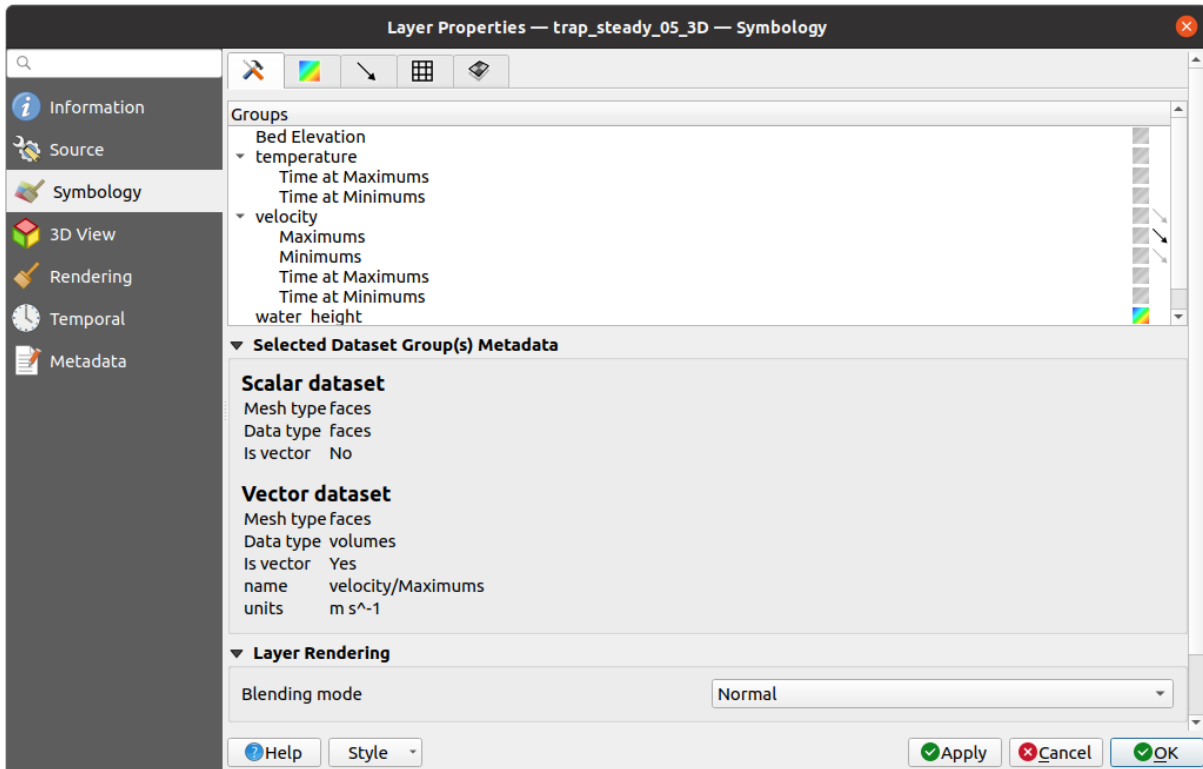 Layer Properties — trap_steady_05_3D — Symbology
Information
Source
Symbology
3D View
Rendering
Temporal
Metadata
Groups
Bed Elevation
temperature
Time at Maximums
Time at Minimums
velocity
Maximums
Minimums
Time at Maximums
Time at Minimums
water_height
Selected Dataset Group(s) Metadata
Scalar dataset
Mesh type faces
Data type faces
Is vector No
Vector dataset
Mesh type faces
Data type volumes
Is vector Yes
name velocity/Maximums
units m s^-1
Layer Rendering
Blending mode Normal
Help Style Apply Cancel OK